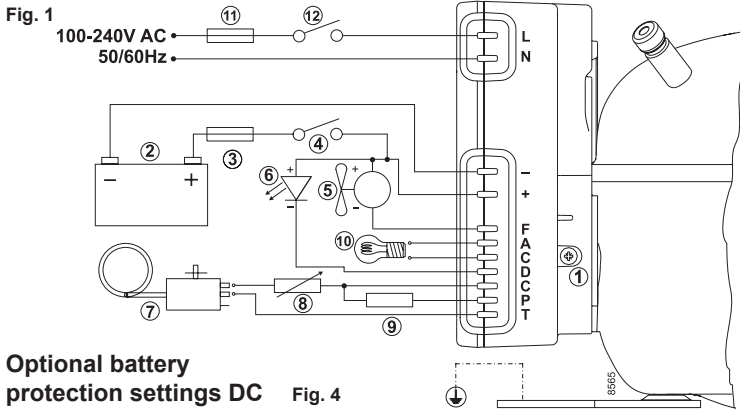 Fig. 1
100-240V AC
50/60Hz
11
12
L
N
2
3
4
6
5
10
7
8
9
1
−
+
+
−
+
−
−
+
F
A
C
D
C
P
T
8565
Optional battery
protection settings DC Fig. 4